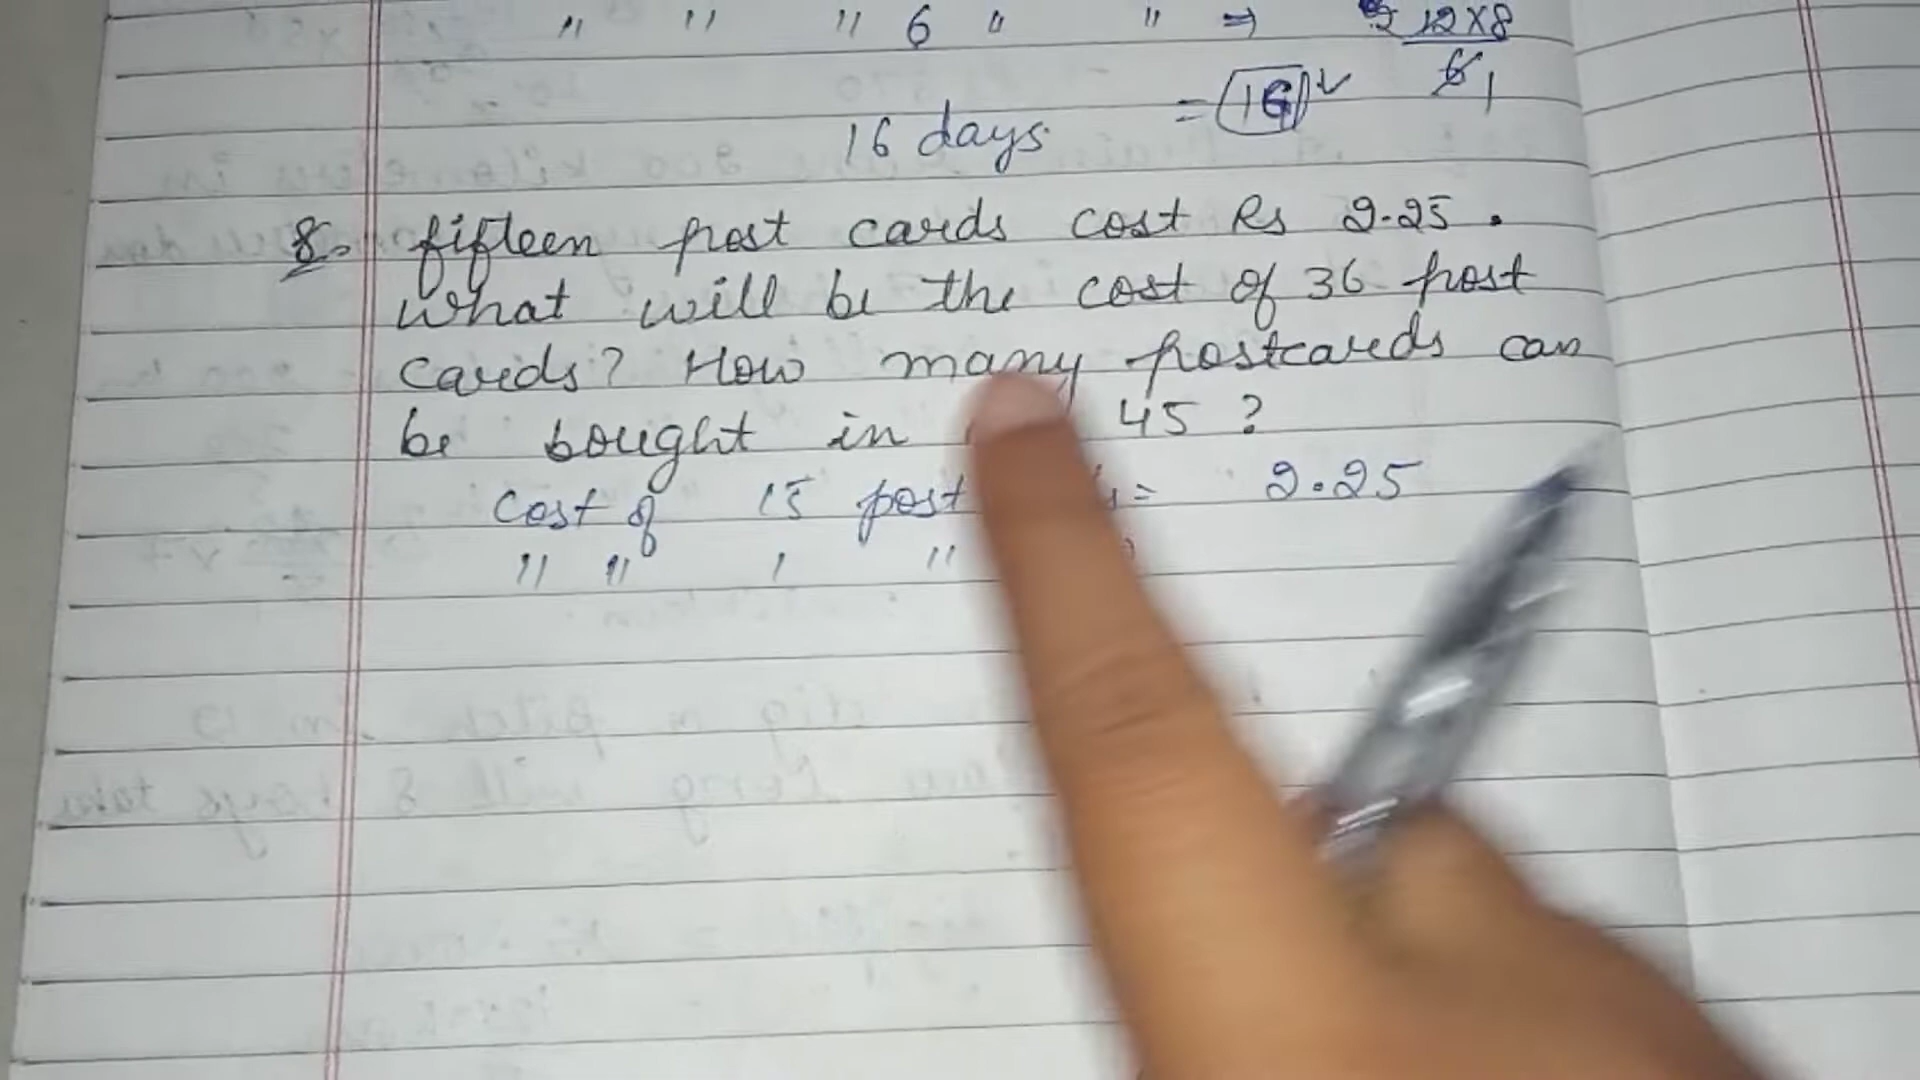 " " " 6 " " ⇒ 2 12×8
6 1
= 16
16 days
8. fifteen post cards cost Rs 2.25.
What will be the cost of 36 post
cards? How many postcards can
be bought in 45 ?
Cost of 15 post = 2.25
" " 1 "